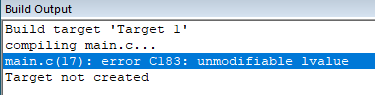 Build Output
Build target 'Target 1'
compiling main.c...
main.c(17): error C183: unmodifiable lvalue
Target not created